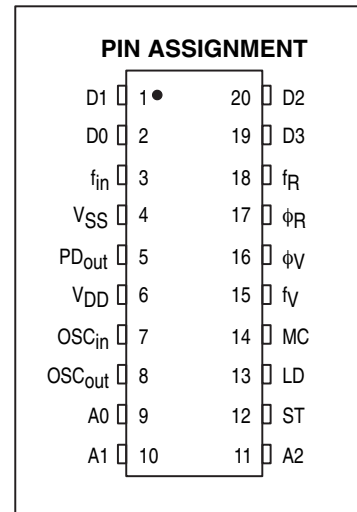 PIN ASSIGNMENT
D1 1 20 D2
D0 2 19 D3
fin 3 18 fR
VSS 4 17 ϕR
PDout 5 16 ϕV
VDD 6 15 fV
OSCin 7 14 MC
OSCout 8 13 LD
A0 9 12 ST
A1 10 11 A2